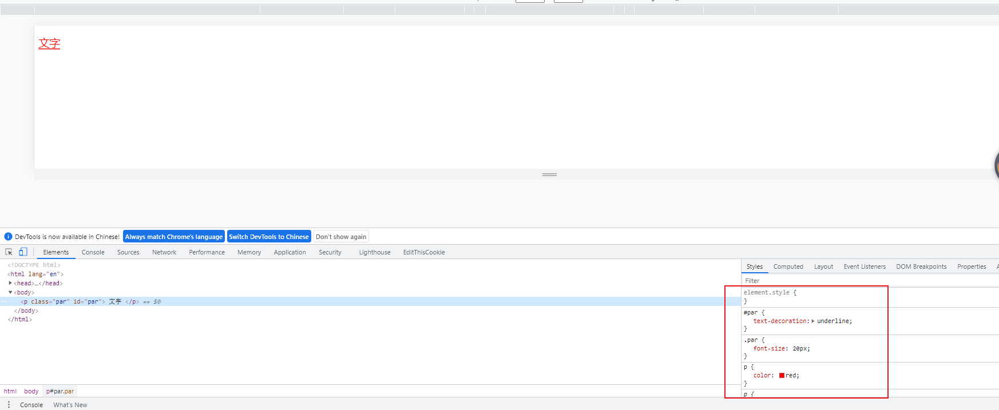 文字
DevTools is now available in Chinese! Always match Chrome's language Switch DevTools to Chinese Don't show again
Elements Console Sources Network Performance Memory Application Security Lighthouse EditThisCookie
<!DOCTYPE html>
<html lang="en">
<head>…</head>
<body>
<p class="par" id="par"> 文字 </p> == $0
</body>
</html>
html body p#par.par
Styles Computed Layout Event Listeners DOM Breakpoints Properties A
Filter
element.style {
}
#par {
text-decoration: underline;
}
.par {
font-size: 20px;
}
p {
color: red;
}
p {
Console What's New